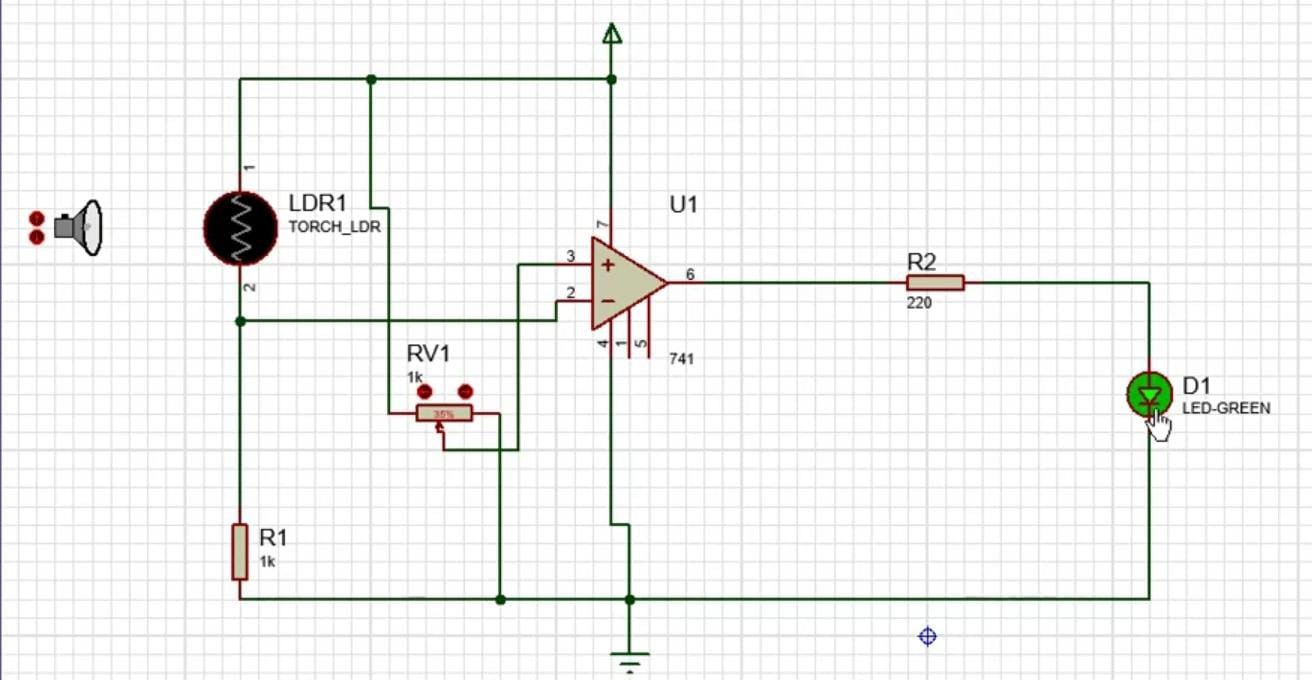 1
LDR1
TORCH_LDR
2
U1
7
3
+
6
2
−
4
1
5
741
R2
220
RV1
1k
35%
D1
LED-GREEN
R1
1k